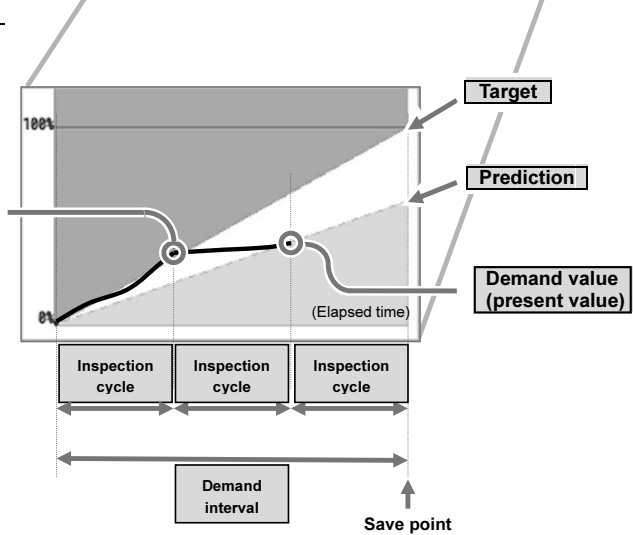 Target
100%
Prediction
Demand value
(present value)
(Elapsed time)
0%
Inspection
cycle
Inspection
cycle
Inspection
cycle
Demand
interval
Save point